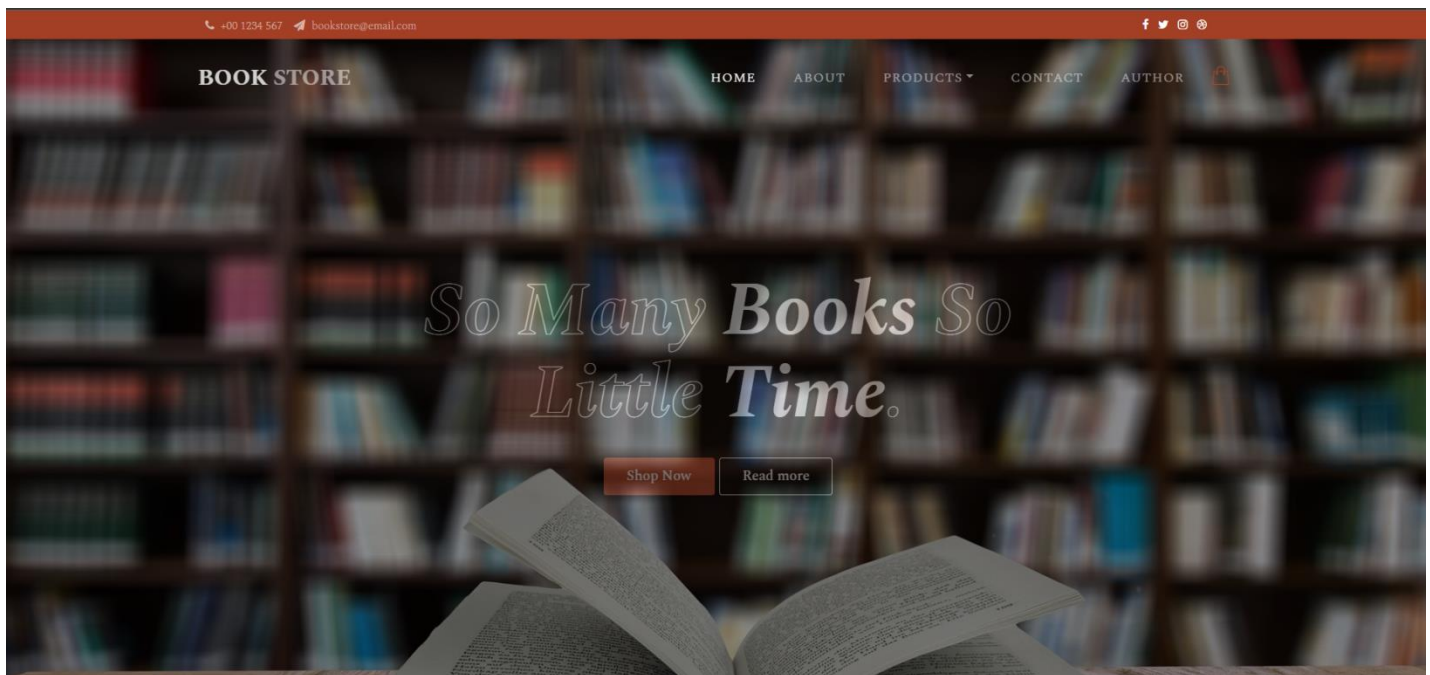 +00 1234 567 bookstore@email.com
BOOK STORE
HOME ABOUT PRODUCTS CONTACT AUTHOR
So Many Books So
Little Time.
Shop Now Read more